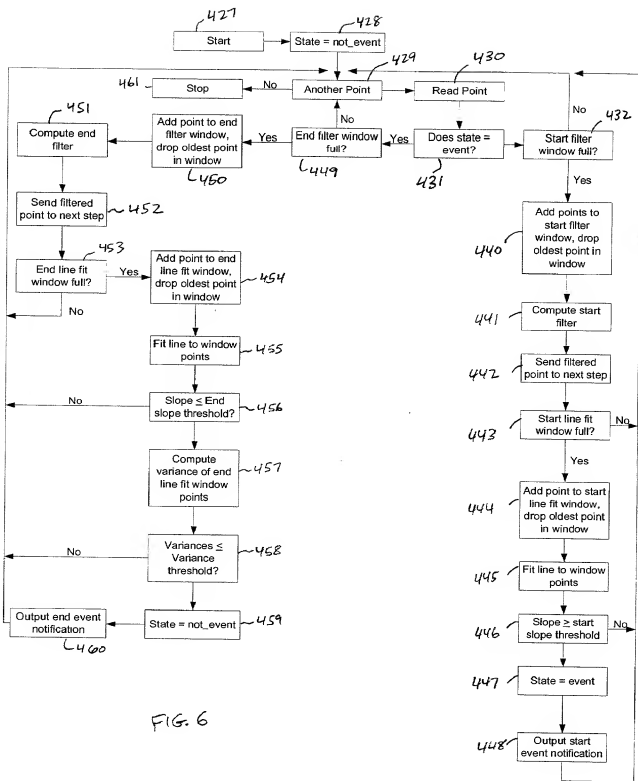 427
Start
428
State = not_event
429
Another Point
No
461
Stop
430
Read Point
No
432
Start filter
window full?
Does state =
event?
431
Yes
End filter window
full?
449
No
Yes
Add point to end
filter window,
drop oldest point
in window
450
451
Compute end
filter
Send filtered
point to next step
452
453
End line fit
window full?
Yes
No
Add point to end
line fit window,
drop oldest point
in window
454
Fit line to window
points
455
Slope ≤ End
slope threshold?
456
No
Compute
variance of end
line fit window
points
457
Variances ≤
Variance
threshold?
458
No
State = not_event
459
Output end event
notification
460
Yes
Add points to
start filter
window, drop
oldest point in
window
440
Compute start
filter
441
Send filtered
point to next step
442
Start line fit
window full?
443
No
Yes
Add point to start
line fit window,
drop oldest point
in window
444
Fit line to window
points
445
Slope ≥ start
slope threshold
446
No
State = event
447
Output start
event notification
448
FIG. 6